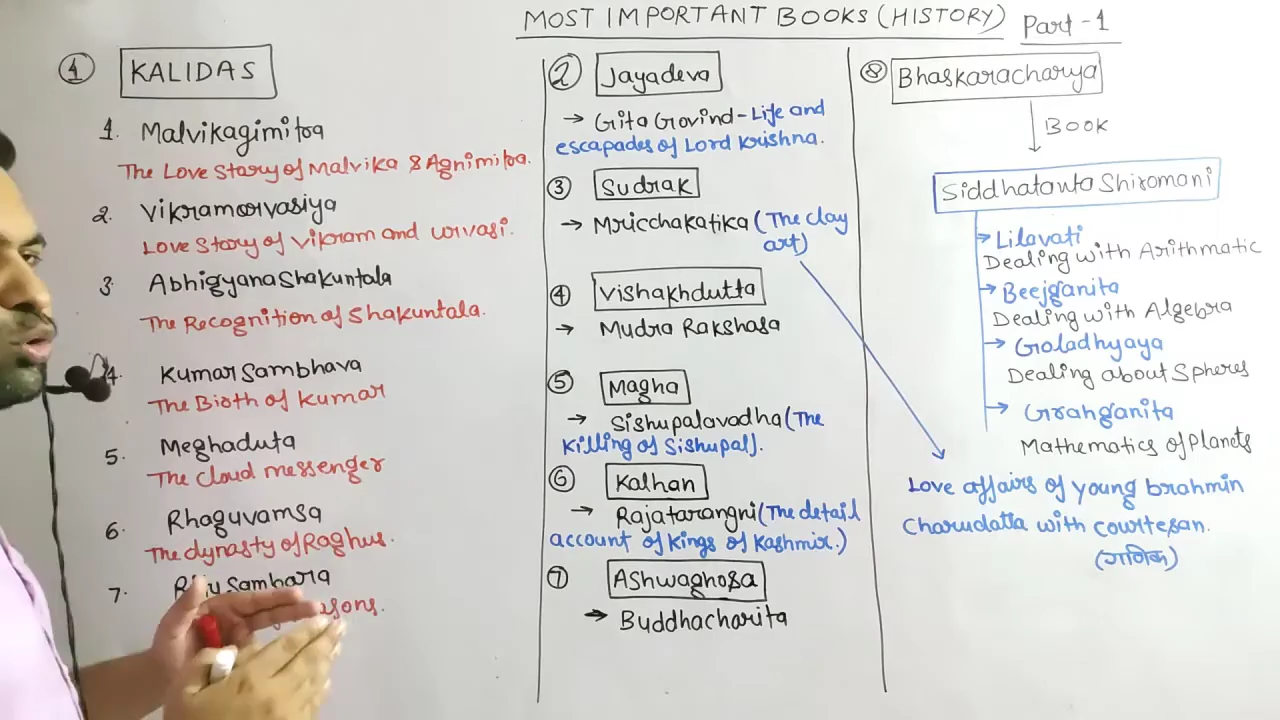 MOST IMPORTANT BOOKS (HISTORY) Part - 1
① KALIDAS
1. Malvikagimitra
The Love Story of Malvika & Agnimitra.
2. Vikramorvasiya
Love Story of Vikram and urvasi.
3. AbhigyanaShakuntala
The Recognition of Shakuntala.
4. KumarSambhava
The Birth of Kumar
5. Meghaduta
The Cloud messenger
6. Rhaguvamsa
The dynasty of Raghus.
7. Sambara
② Jayadeva
→ Gita Govind - Life and
escapades of Lord Krishna.
③ Sudrak
→ Mricchakatika (The clay
art)
④ Vishakhdutta
→ Mudra Rakshasa
⑤ Magha
→ Sishupalavadha (The
Killing of Sishupal).
⑥ Kalhan
→ Rajatarangni (The detail
account of Kings of Kashmir.)
⑦ Ashwaghosa
→ Buddhacharita
⑧ Bhaskaracharya
BOOK
Siddhatanta Shiromani
→ Lilavati
Dealing with Arithmatic
→ Beejganita
Dealing with Algebra
→ Goladhyaya
Dealing about Spheres
→ Grahganita
Mathematics of Planets
Love affairs of young brahmin
Charudatta with courtesan.
(गणिक)